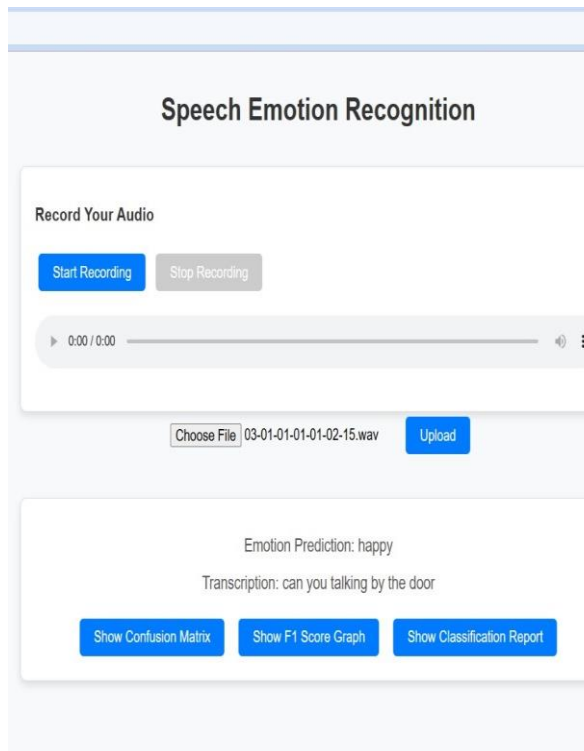 Speech Emotion Recognition
Record Your Audio
Start Recording Stop Recording
0:00 / 0:00
Choose File 03-01-01-01-01-02-15.wav Upload
Emotion Prediction: happy
Transcription: can you talking by the door
Show Confusion Matrix Show F1 Score Graph Show Classification Report